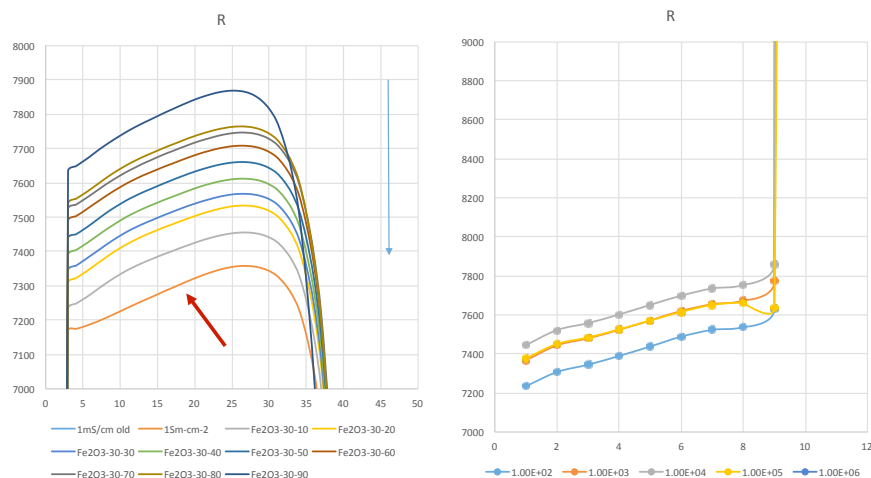 R
8000
7900
7800
7700
7600
7500
7400
7300
7200
7100
7000
0 5 10 15 20 25 30 35 40 45 50
1mS/cm old 1Sm-cm-2 Fe2O3-30-10 Fe2O3-30-20
Fe2O3-30-30 Fe2O3-30-40 Fe2O3-30-50 Fe2O3-30-60
Fe2O3-30-70 Fe2O3-30-80 Fe2O3-30-90
R
9000
8800
8600
8400
8200
8000
7800
7600
7400
7200
7000
0 2 4 6 8 10 12
1.00E+02 1.00E+03 1.00E+04 1.00E+05 1.00E+06